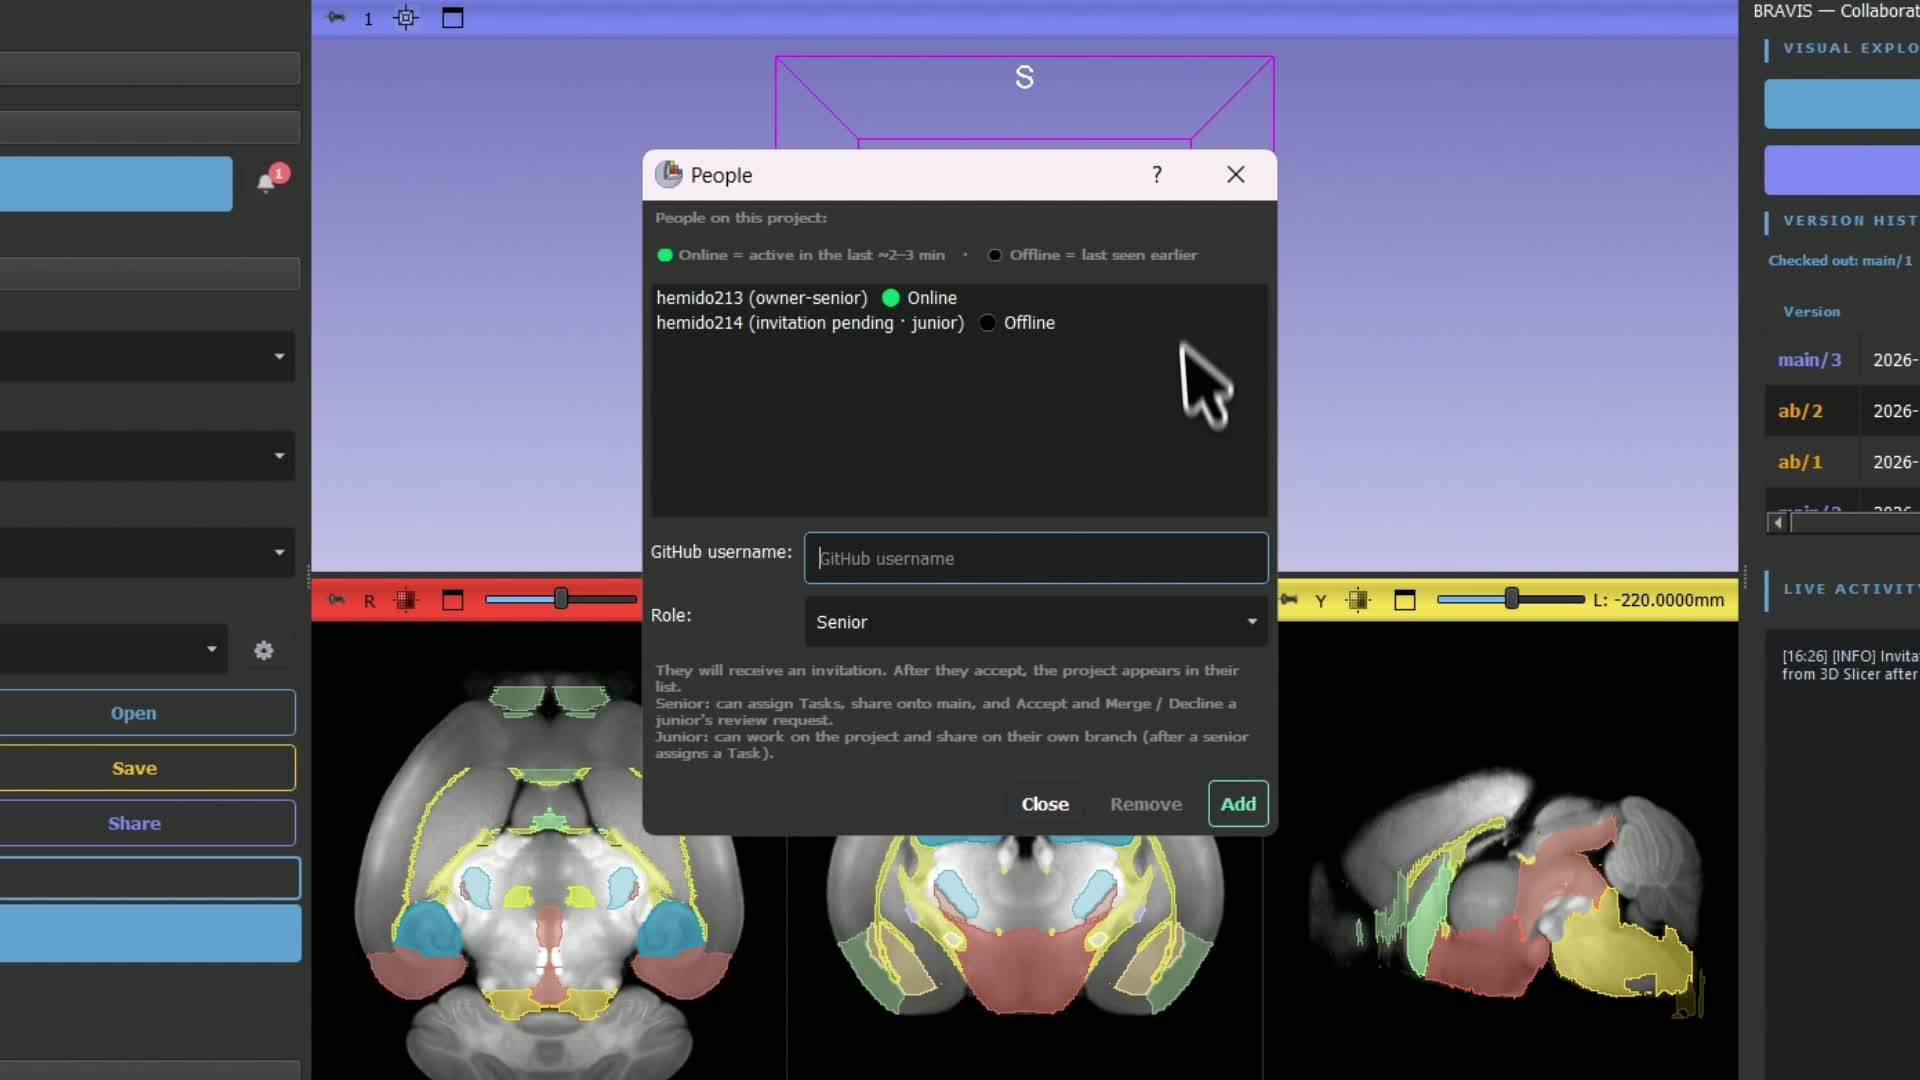 1
S
1
People
?
People on this project:
Online = active in the last ~2–3 min · Offline = last seen earlier
hemido213 (owner-senior) Online
hemido214 (invitation pending · junior) Offline
GitHub username: GitHub username
Role: Senior
They will receive an invitation. After they accept, the project appears in their
list.
Senior: can assign Tasks, share onto main, and Accept and Merge / Decline a
junior's review request.
Junior: can work on the project and share on their own branch (after a senior
assigns a Task).
Close Remove Add
Open
Save
Share
R
Y L: -220.0000mm
BRAVIS — Collaborat
VISUAL EXPLO
VERSION HIST
Checked out: main/1
Version
main/3 2026-
ab/2 2026-
ab/1 2026-
LIVE ACTIVITY
[16:26] [INFO] Invita
from 3D Slicer after